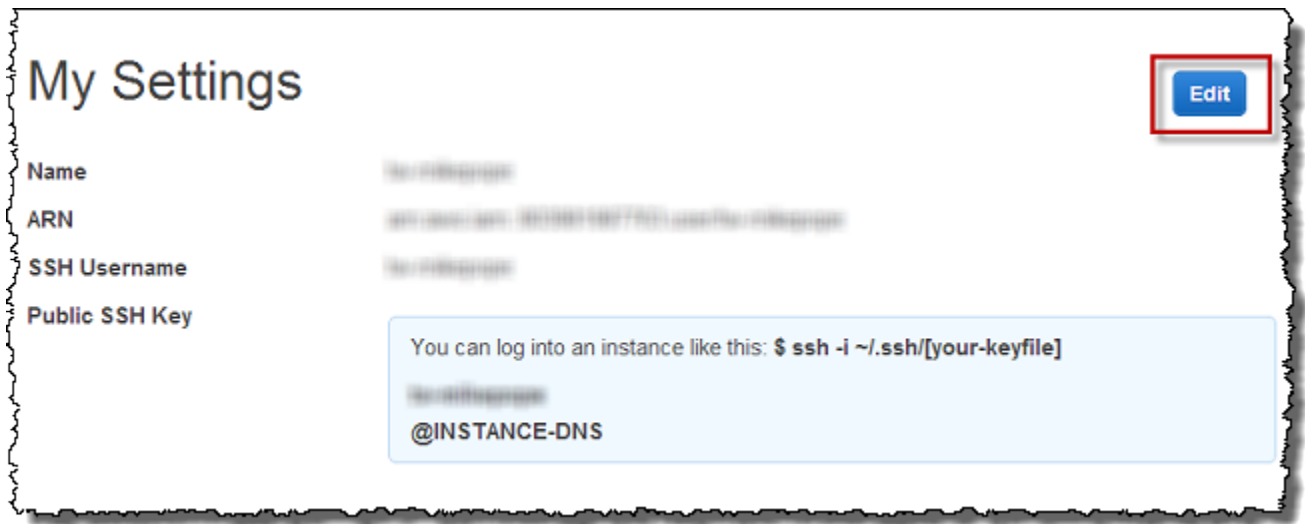 My Settings
Edit
Name
ARN
SSH Username
Public SSH Key
You can log into an instance like this: $ ssh -i ~/.ssh/[your-keyfile]
@INSTANCE-DNS